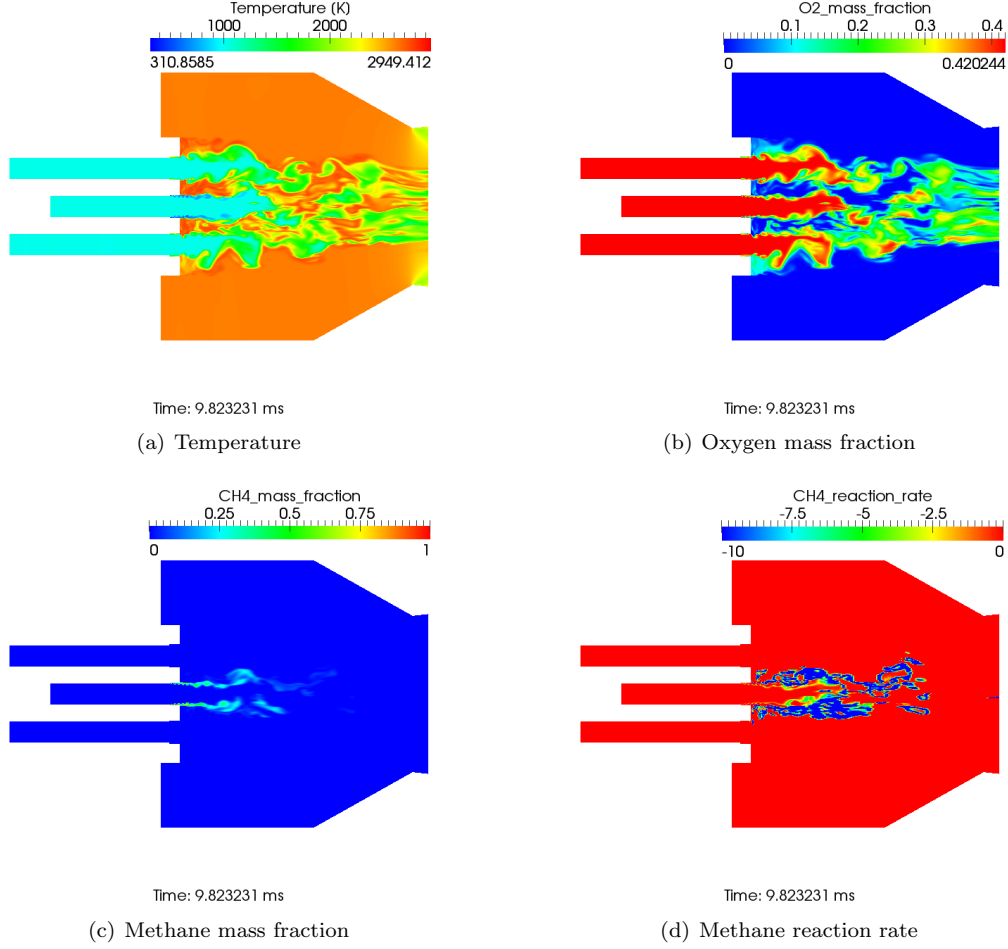 Temperature (K)
1000 2000
310.8585 2949.412
Time: 9.823231 ms
(a) Temperature
O2_mass_fraction
0.1 0.2 0.3 0.4
0 0.420244
Time: 9.823231 ms
(b) Oxygen mass fraction
CH4_mass_fraction
0.25 0.5 0.75
0 1
Time: 9.823231 ms
(c) Methane mass fraction
CH4_reaction_rate
-7.5 -5 -2.5
-10 0
Time: 9.823231 ms
(d) Methane reaction rate